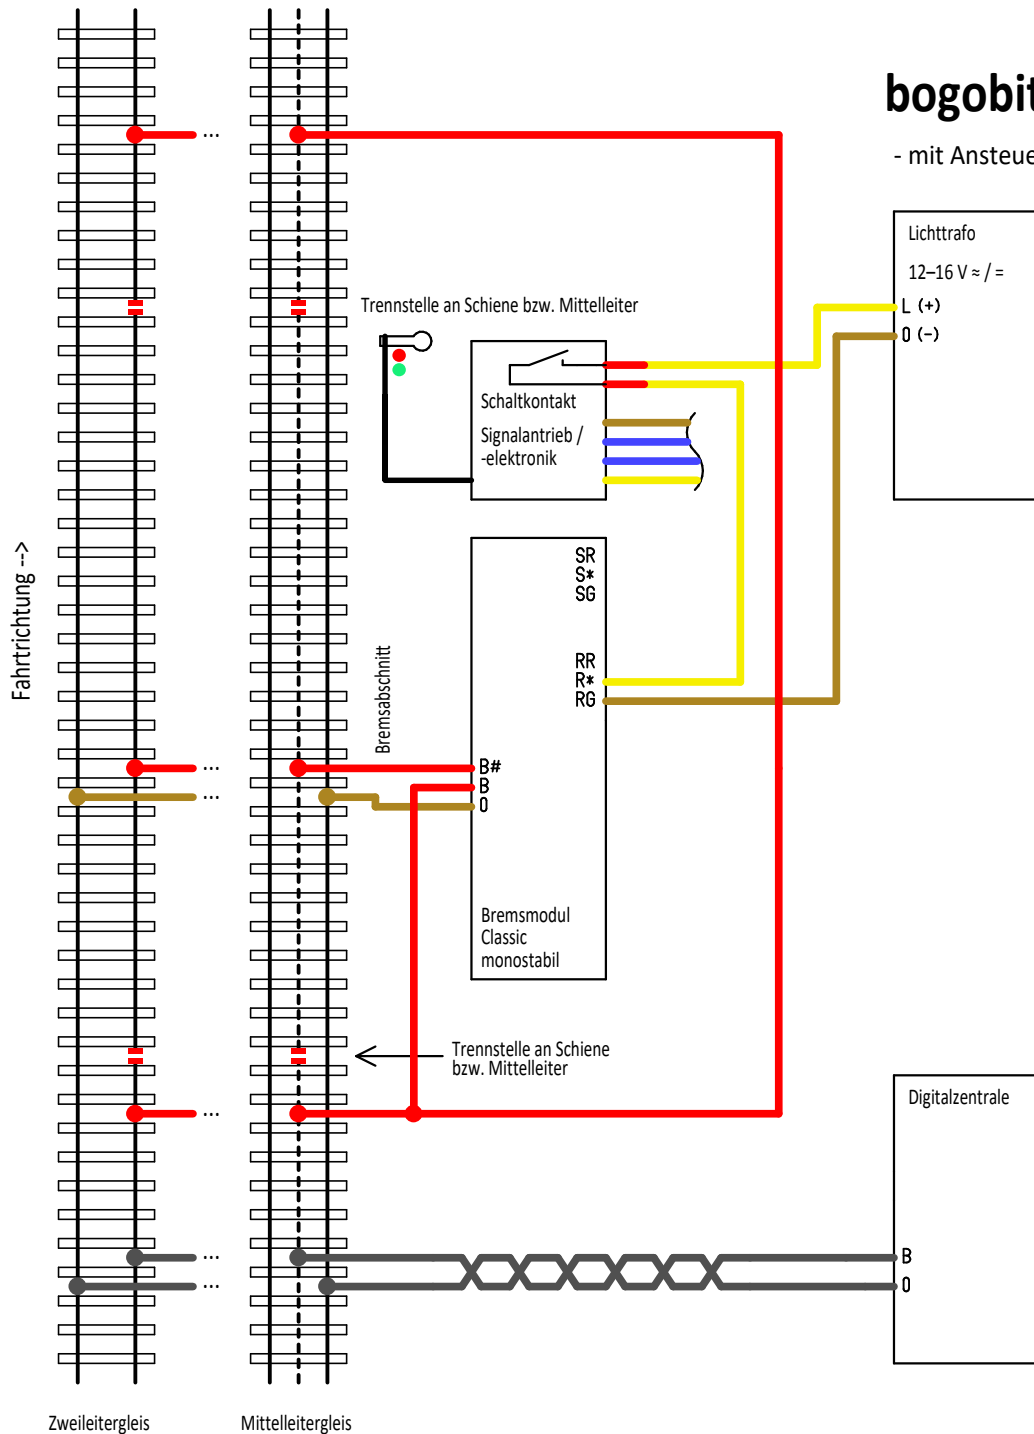 bogobit
- mit Ansteue
...
...
Lichttrafo
12–16 V ≈ / =
L (+)
0 (–)
Trennstelle an Schiene bzw. Mittelleiter
Schaltkontakt
Signalantrieb /
-elektronik
Fahrtrichtung -->
SR
S*
SG
RR
R*
RG
Bremsabschnitt
...
...
B#
B
0
Bremsmodul
Classic
monostabil
Trennstelle an Schiene
bzw. Mittelleiter
...
Digitalzentrale
...
...
B
0
Zweileitergleis
Mittelleitergleis